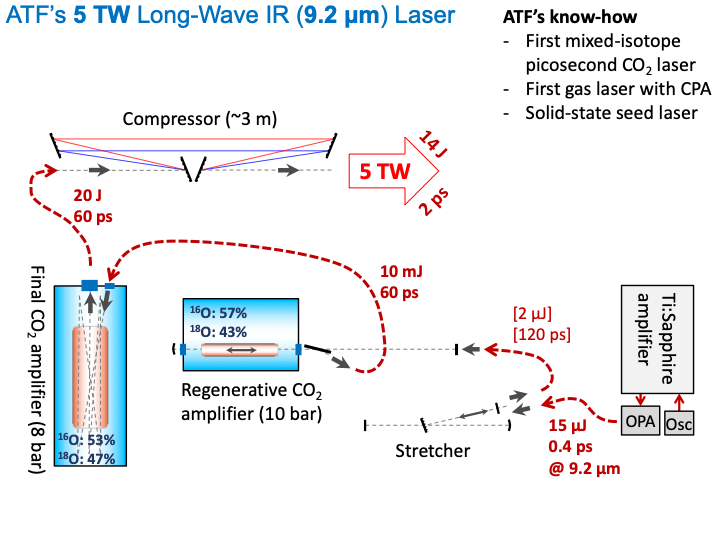 ATF's 5 TW Long-Wave IR (9.2 µm) Laser
ATF's know-how
- First mixed-isotope
picosecond CO₂ laser
- First gas laser with CPA
- Solid-state seed laser
Compressor (~3 m)
5 TW
14 J
2 ps
20 J
60 ps
10 mJ
60 ps
Final CO₂ amplifier (8 bar)
¹⁶O: 53%
¹⁸O: 47%
¹⁶O: 57%
¹⁸O: 43%
Regenerative CO₂
amplifier (10 bar)
[2 µJ]
[120 ps]
Stretcher
15 µJ
0.4 ps
@ 9.2 µm
Ti:Sapphire
amplifier
OPA
Osc